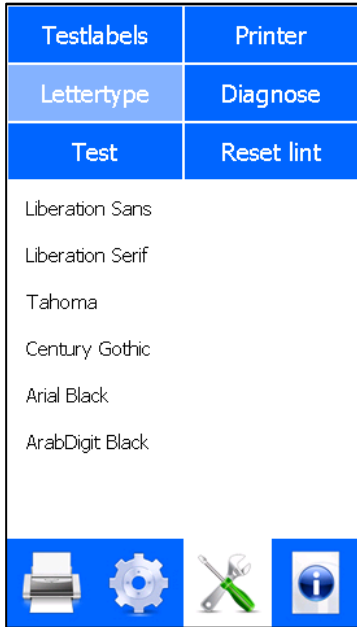 Testlabels Printer
Lettertype Diagnose
Test Reset lint
Liberation Sans
Liberation Serif
Tahoma
Century Gothic
Arial Black
ArabDigit Black